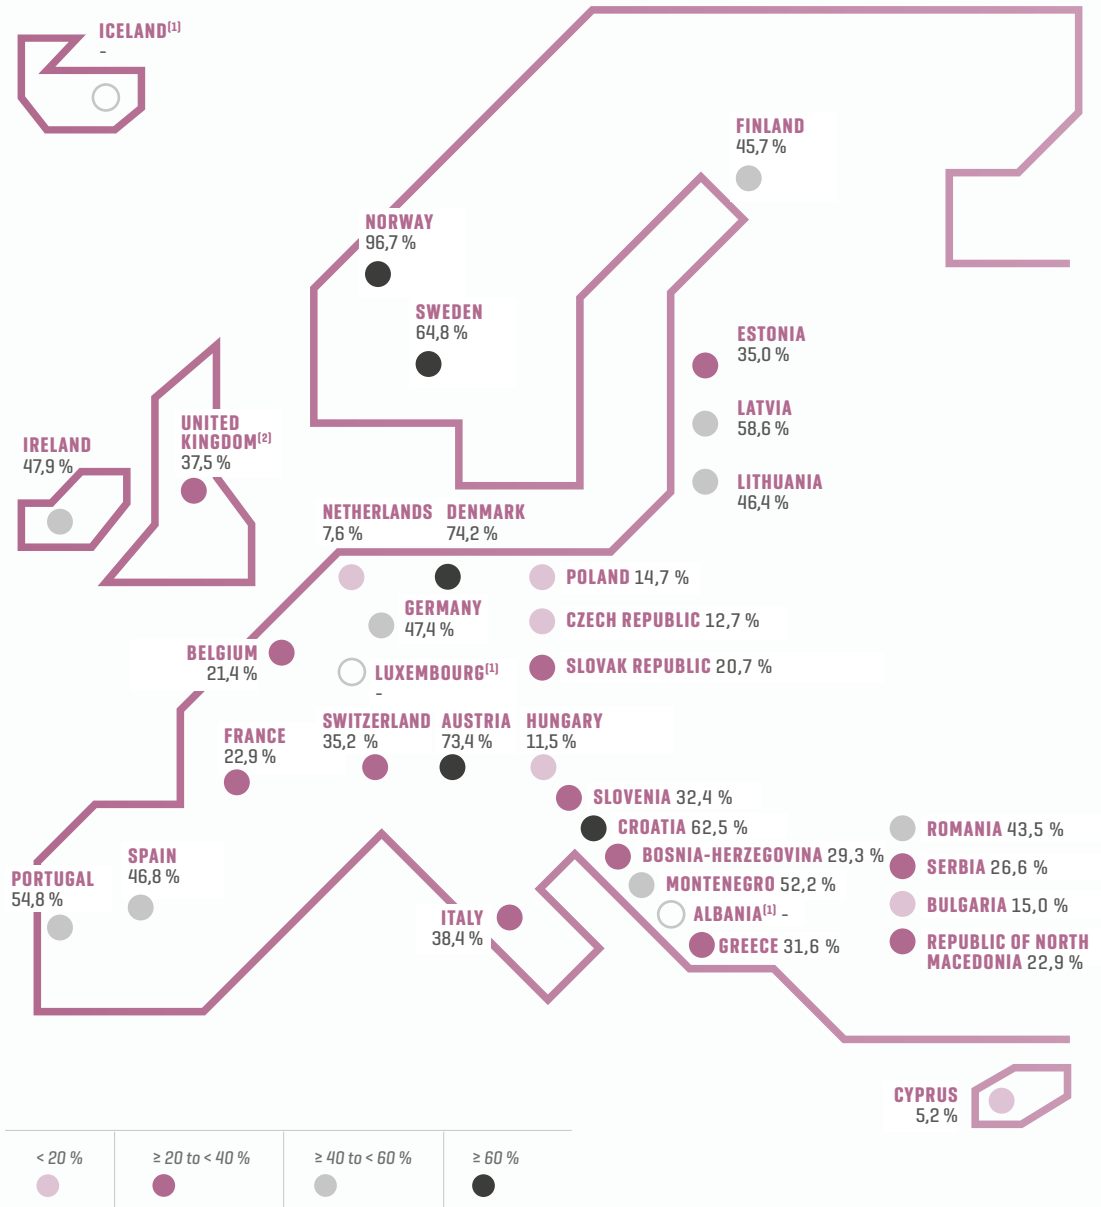 ICELAND(1)
-
FINLAND
45,7 %
NORWAY
96,7 %
SWEDEN
64,8 %
ESTONIA
35,0 %
LATVIA
58,6 %
LITHUANIA
46,4 %
UNITED
KINGDOM(2)
37,5 %
IRELAND
47,9 %
NETHERLANDS
7,6 %
DENMARK
74,2 %
POLAND 14,7 %
GERMANY
47,4 %
CZECH REPUBLIC 12,7 %
BELGIUM
21,4 %
LUXEMBOURG(1)
-
SLOVAK REPUBLIC 20,7 %
FRANCE
22,9 %
SWITZERLAND
35,2 %
AUSTRIA
73,4 %
HUNGARY
11,5 %
SLOVENIA 32,4 %
CROATIA 62,5 %
BOSNIA-HERZEGOVINA 29,3 %
MONTENEGRO 52,2 %
ALBANIA(1) -
GREECE 31,6 %
ROMANIA 43,5 %
SERBIA 26,6 %
BULGARIA 15,0 %
REPUBLIC OF NORTH
MACEDONIA 22,9 %
SPAIN
46,8 %
PORTUGAL
54,8 %
ITALY
38,4 %
CYPRUS
5,2 %
< 20 %
≥ 20 to < 40 %
≥ 40 to < 60 %
≥ 60 %